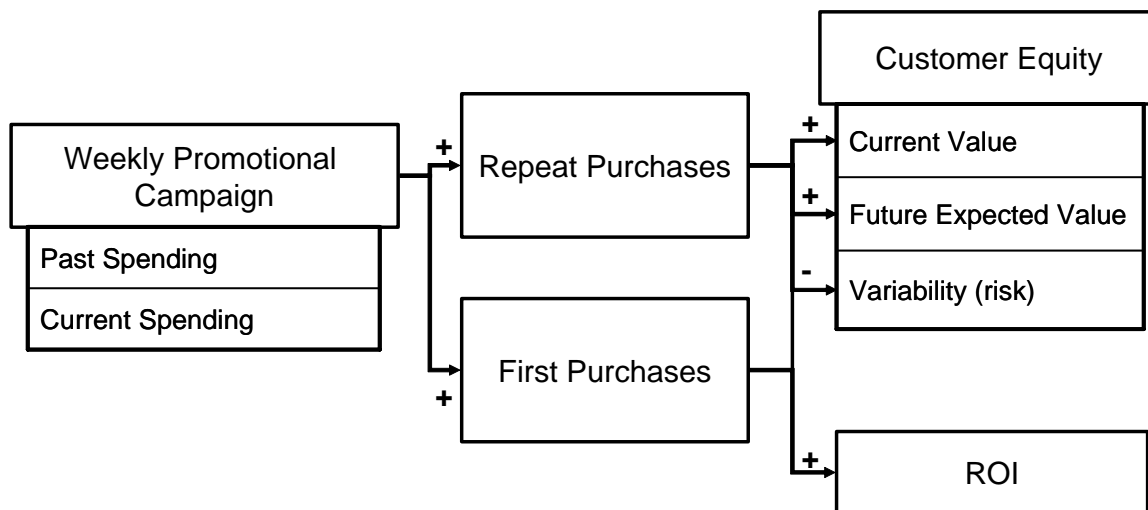 Weekly Promotional
Campaign
Past Spending
Current Spending
+
Repeat Purchases
+
First Purchases
Customer Equity
+
Current Value
+
Future Expected Value
-
Variability (risk)
+
ROI